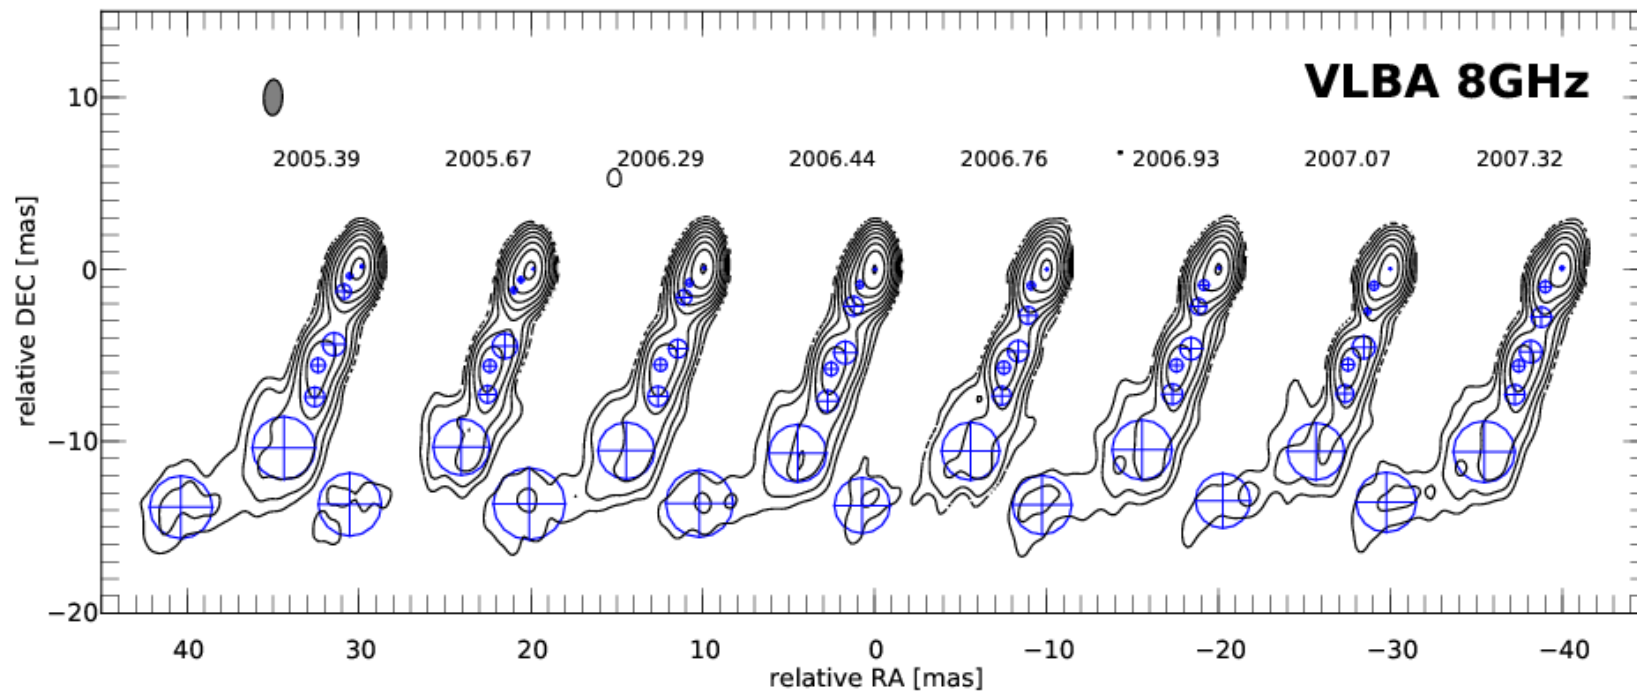 VLBA 8GHz
10
2005.39 2005.67 2006.29 2006.44 2006.76 2006.93 2007.07 2007.32
0
relative DEC [mas]
−10
−20
40 30 20 10 0 −10 −20 −30 −40
relative RA [mas]